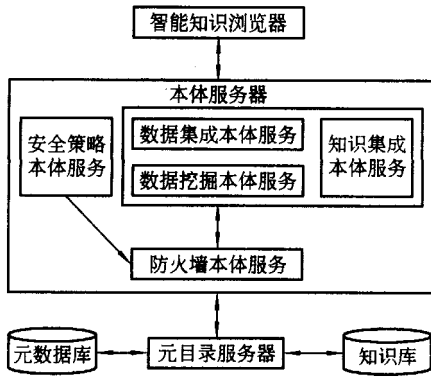 智能知识浏览器
本体服务器
安全策略
本体服务
数据集成本体服务
数据挖掘本体服务
知识集成
本体服务
防火墙本体服务
元数据库
元目录服务器
知识库